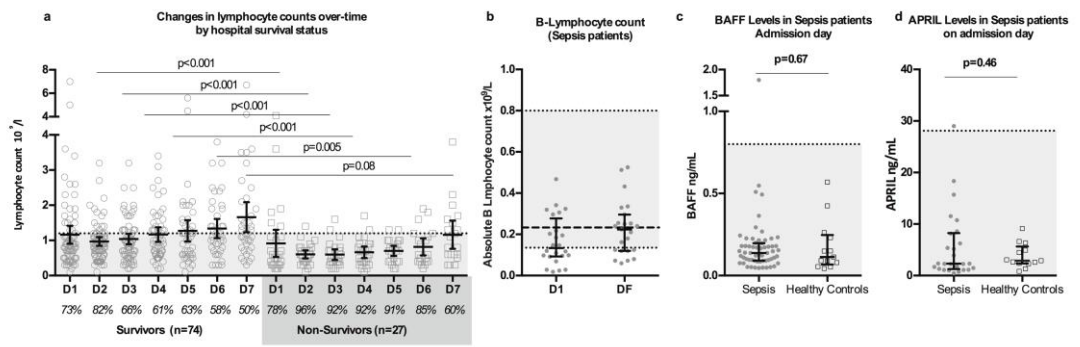 a
Changes in lymphocyte counts over-time
by hospital survival status
Lymphocyte count 10⁹/l
8
6
4
4
3
2
1
0
p<0.001
p<0.001
p<0.001
p<0.001
p=0.005
p=0.08
D1 D2 D3 D4 D5 D6 D7 D1 D2 D3 D4 D5 D6 D7
73% 82% 66% 61% 63% 58% 50% 78% 96% 92% 92% 91% 85% 60%
Survivors (n=74) Non-Survivors (n=27)
b
B-Lymphocyte count
(Sepsis patients)
Absolute B Lnmphocyte count x10⁹/L
1.0
0.8
0.6
0.4
0.2
0.0
D1 DF
c
BAFF Levels in Sepsis patients
Admission day
p=0.67
BAFF ng/mL
2.0
1.5
1.0
0.5
0.0
Sepsis Healthy Controls
d
APRIL Levels in Sepsis patients
on admission day
p=0.46
APRIL ng/mL
40
30
20
10
0
Sepsis Healthy Controls